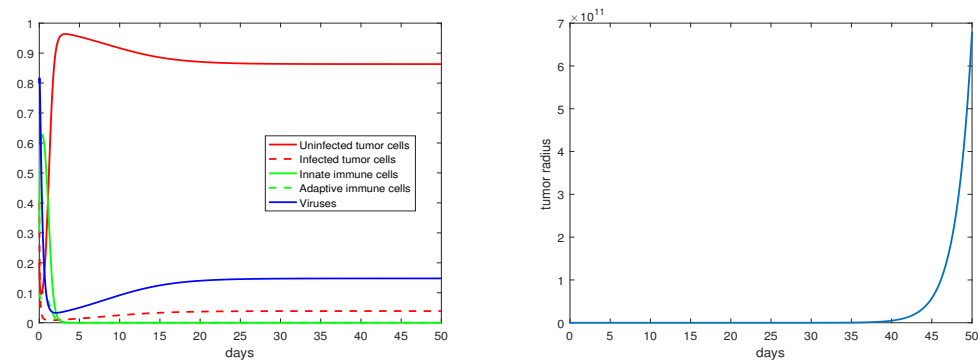 1
0.9
0.8
0.7
0.6
0.5
0.4
0.3
0.2
0.1
0
0 5 10 15 20 25 30 35 40 45 50
days
Uninfected tumor cells
Infected tumor cells
Innate immune cells
Adaptive immune cells
Viruses
×10¹¹
7
6
5
4
3
2
1
0
tumor radius
0 5 10 15 20 25 30 35 40 45 50
days